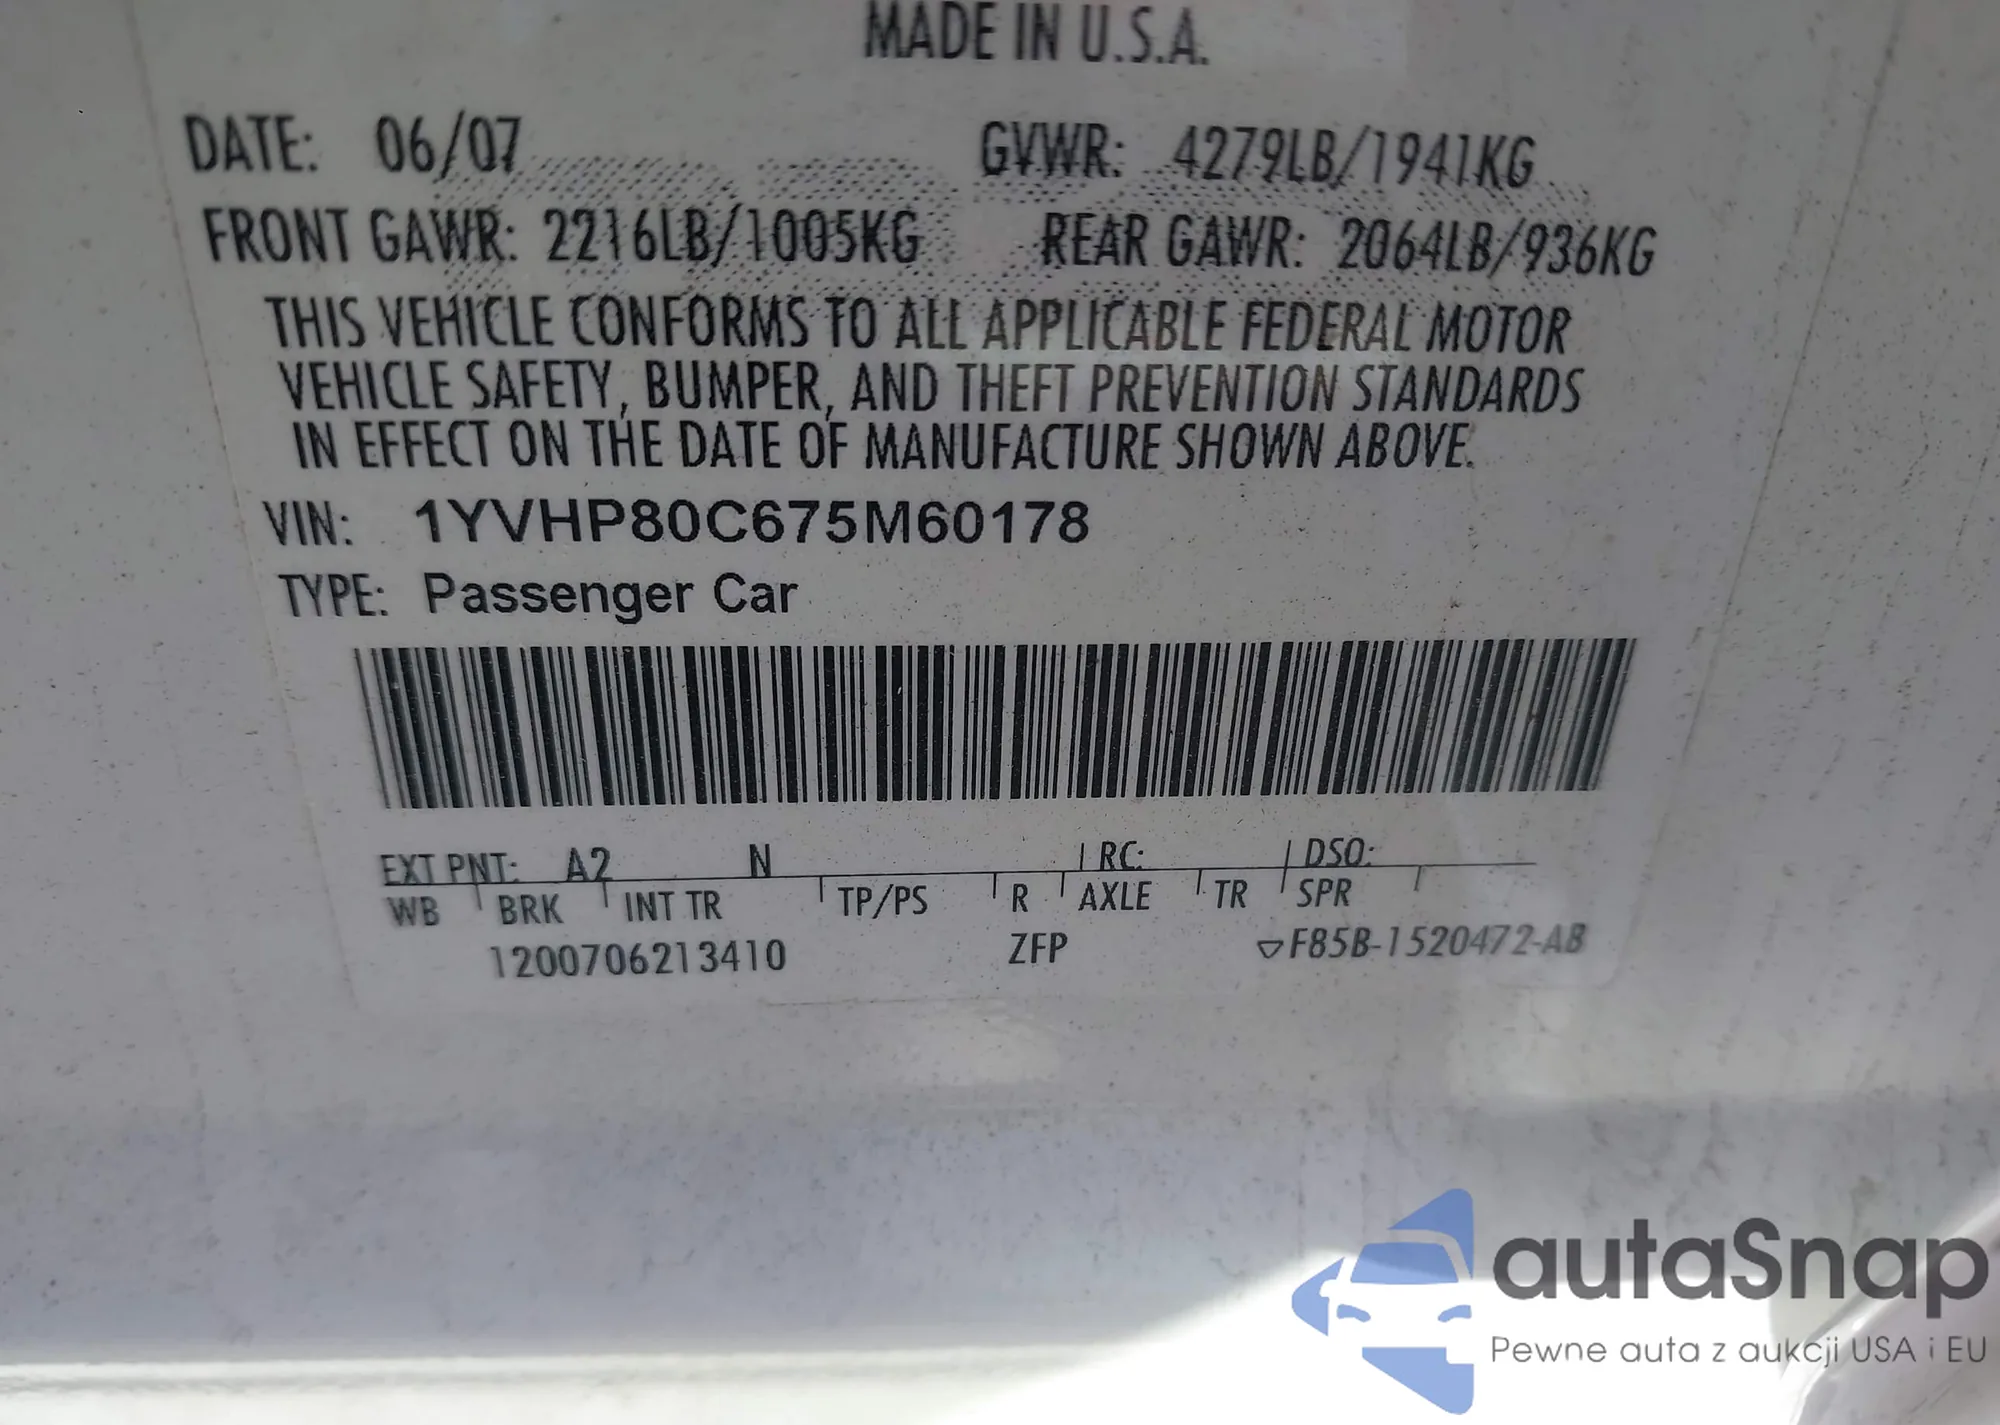 MADE IN U.S.A.
DATE: 06/07 GVWR: 4279LB/1941KG
FRONT GAWR: 2216LB/1005KG REAR GAWR: 2064LB/936KG
THIS VEHICLE CONFORMS TO ALL APPLICABLE FEDERAL MOTOR
VEHICLE SAFETY, BUMPER, AND THEFT PREVENTION STANDARDS
IN EFFECT ON THE DATE OF MANUFACTURE SHOWN ABOVE.
VIN: 1YVHP80C675M60178
TYPE: Passenger Car
EXT PNT: A2 N RC: DSO:
WB BRK INT TR TP/PS R AXLE TR SPR
1200706213410 ZFP F85B-1520472-AB
autaSnap
Pewne auta z aukcji USA i EU